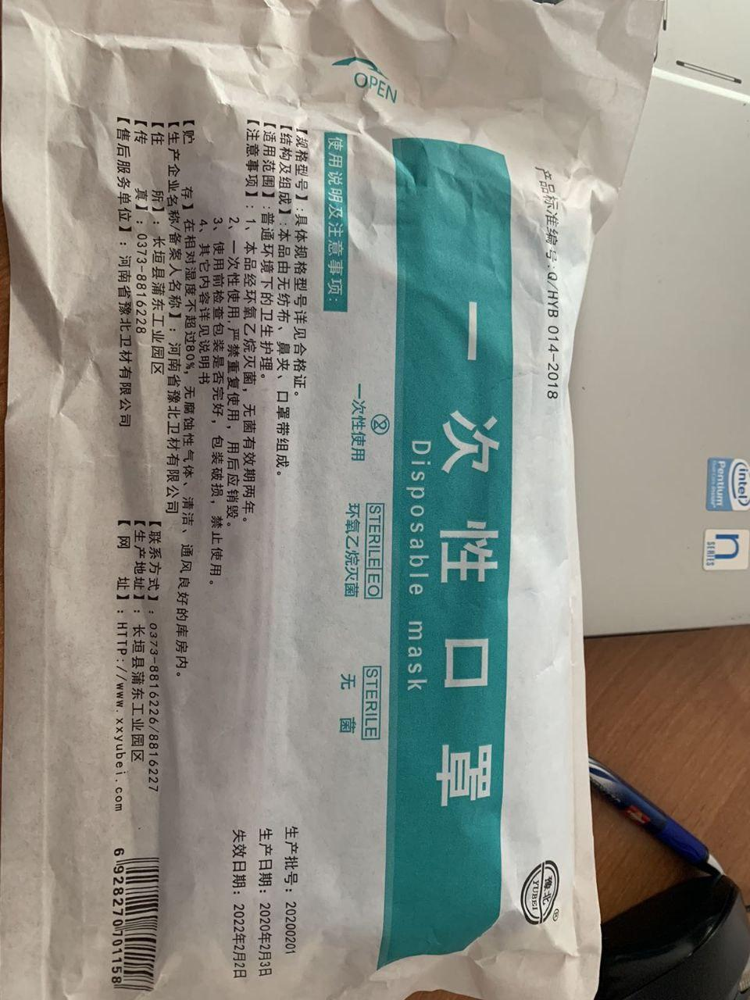 产品标准编号:Q/HYB 014-2018
豫北
YUBEI
®
一次性口罩
Disposable mask
OPEN
使用说明及注意事项:
一次性使用
STERILE EO
环氧乙烷灭菌
STERILE
无 菌
【规格型号】:具体规格型号详见合格证。
【结构及组成】:本品由无纺布、鼻夹、口罩带组成。
【适用范围】:普通环境下的卫生护理。
【注意事项】:1、本品经环氧乙烷灭菌,无菌有效期两年。
2、一次性使用,严禁重复使用,用后应销毁。
3、使用前检查包装是否完好,包装破损,禁止使用。
4、其它内容详见说明书
【贮 存】在相对湿度不超过80%,无腐蚀性气体、清洁、通风良好的库房内。
【生产企业名称/备案人名称】:河南省豫北卫材有限公司
【住 所】:长垣县蒲东工业园区
【传 真】:0373-8816228
【售后服务单位】:河南省豫北卫材有限公司
【联系方式】:0373-8816226/8816227
【生产地址】:长垣县蒲东工业园区
【网 址】:HTTP://www.xxyubei.com
生产批号:20200201
生产日期:2020年2月3日
失效日期:2022年2月2日
6 928270 701158
intel
Pentium
n
SERIES